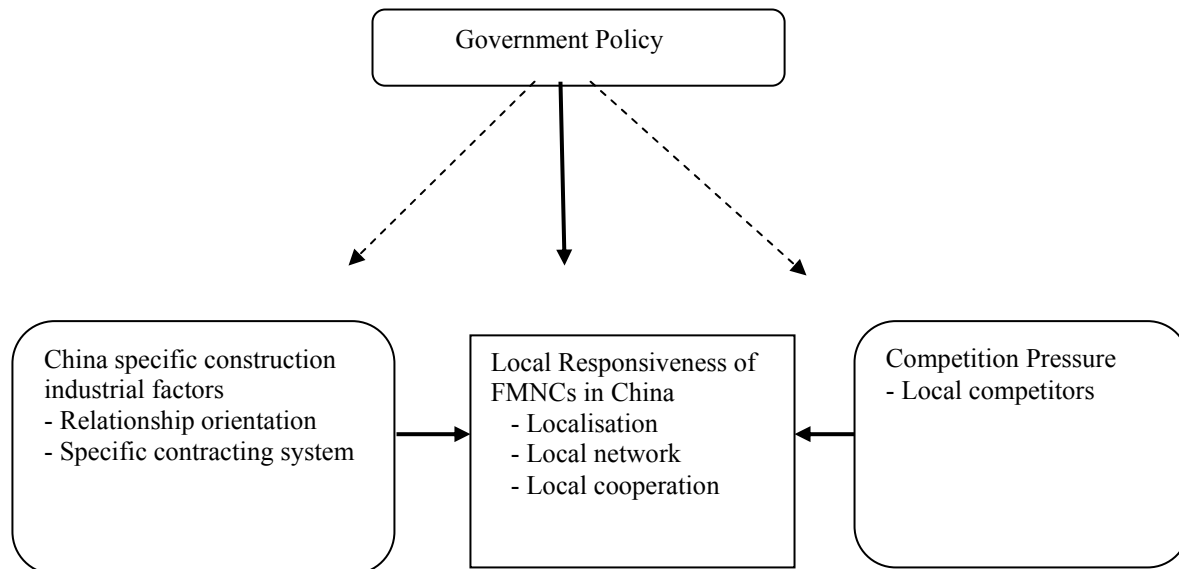 Government Policy
China specific construction
industrial factors
- Relationship orientation
- Specific contracting system
Local Responsiveness of
FMNCs in China
- Localisation
- Local network
- Local cooperation
Competition Pressure
- Local competitors